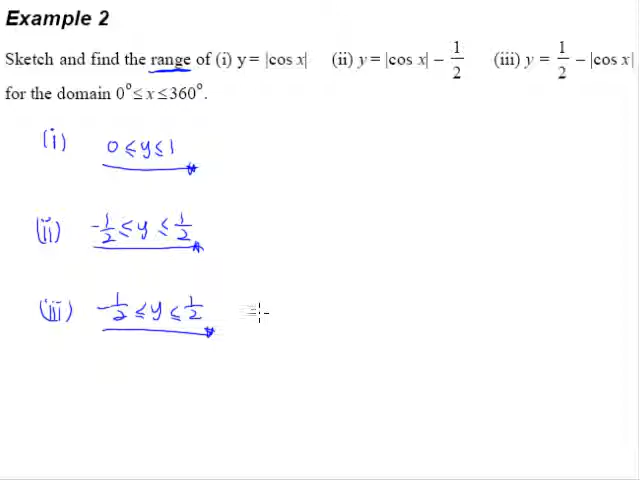 Example 2
Sketch and find the range of (i) y = |cos x| (ii) y = |cos x| − 1/2 (iii) y = 1/2 − |cos x|
for the domain 0° ≤ x ≤ 360°.
(i) 0 ≤ y ≤ 1
(ii) -1/2 ≤ y ≤ 1/2
(iii) -1/2 ≤ y ≤ 1/2